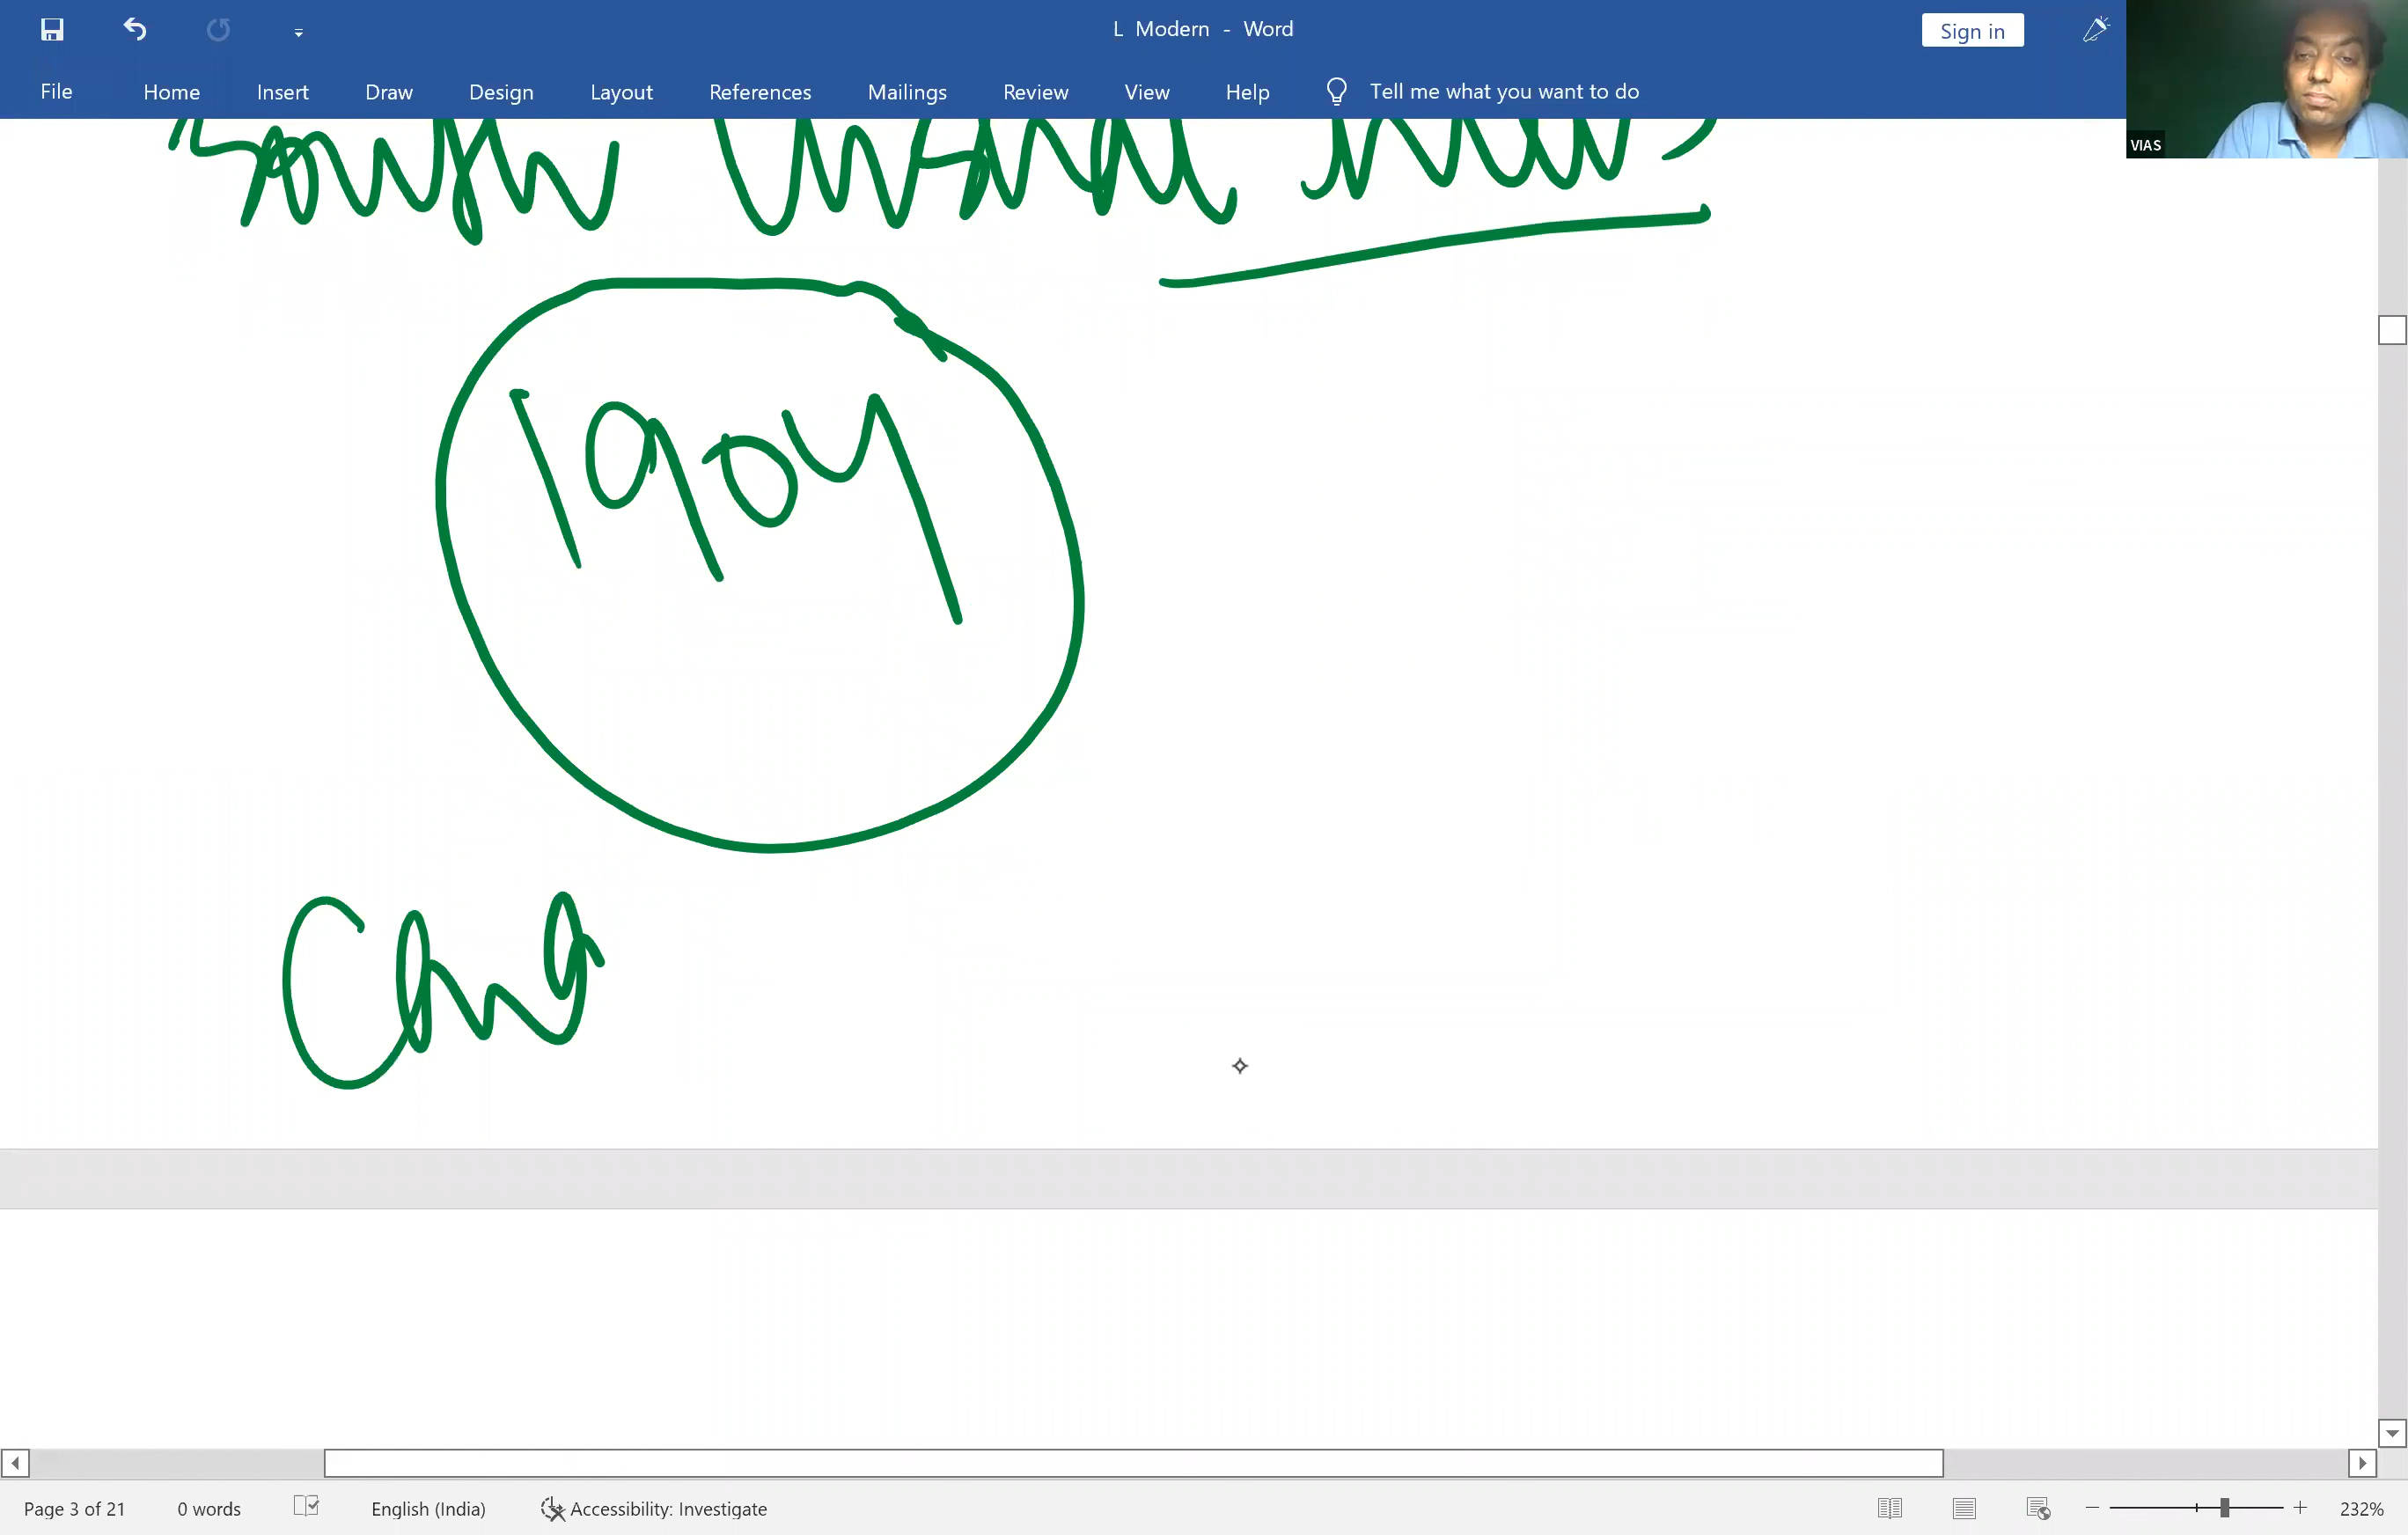 L Modern - Word
Sign in
File Home Insert Draw Design Layout References Mailings Review View Help Tell me what you want to do
VIAS
1904
Page 3 of 21 0 words English (India) Accessibility: Investigate 232%